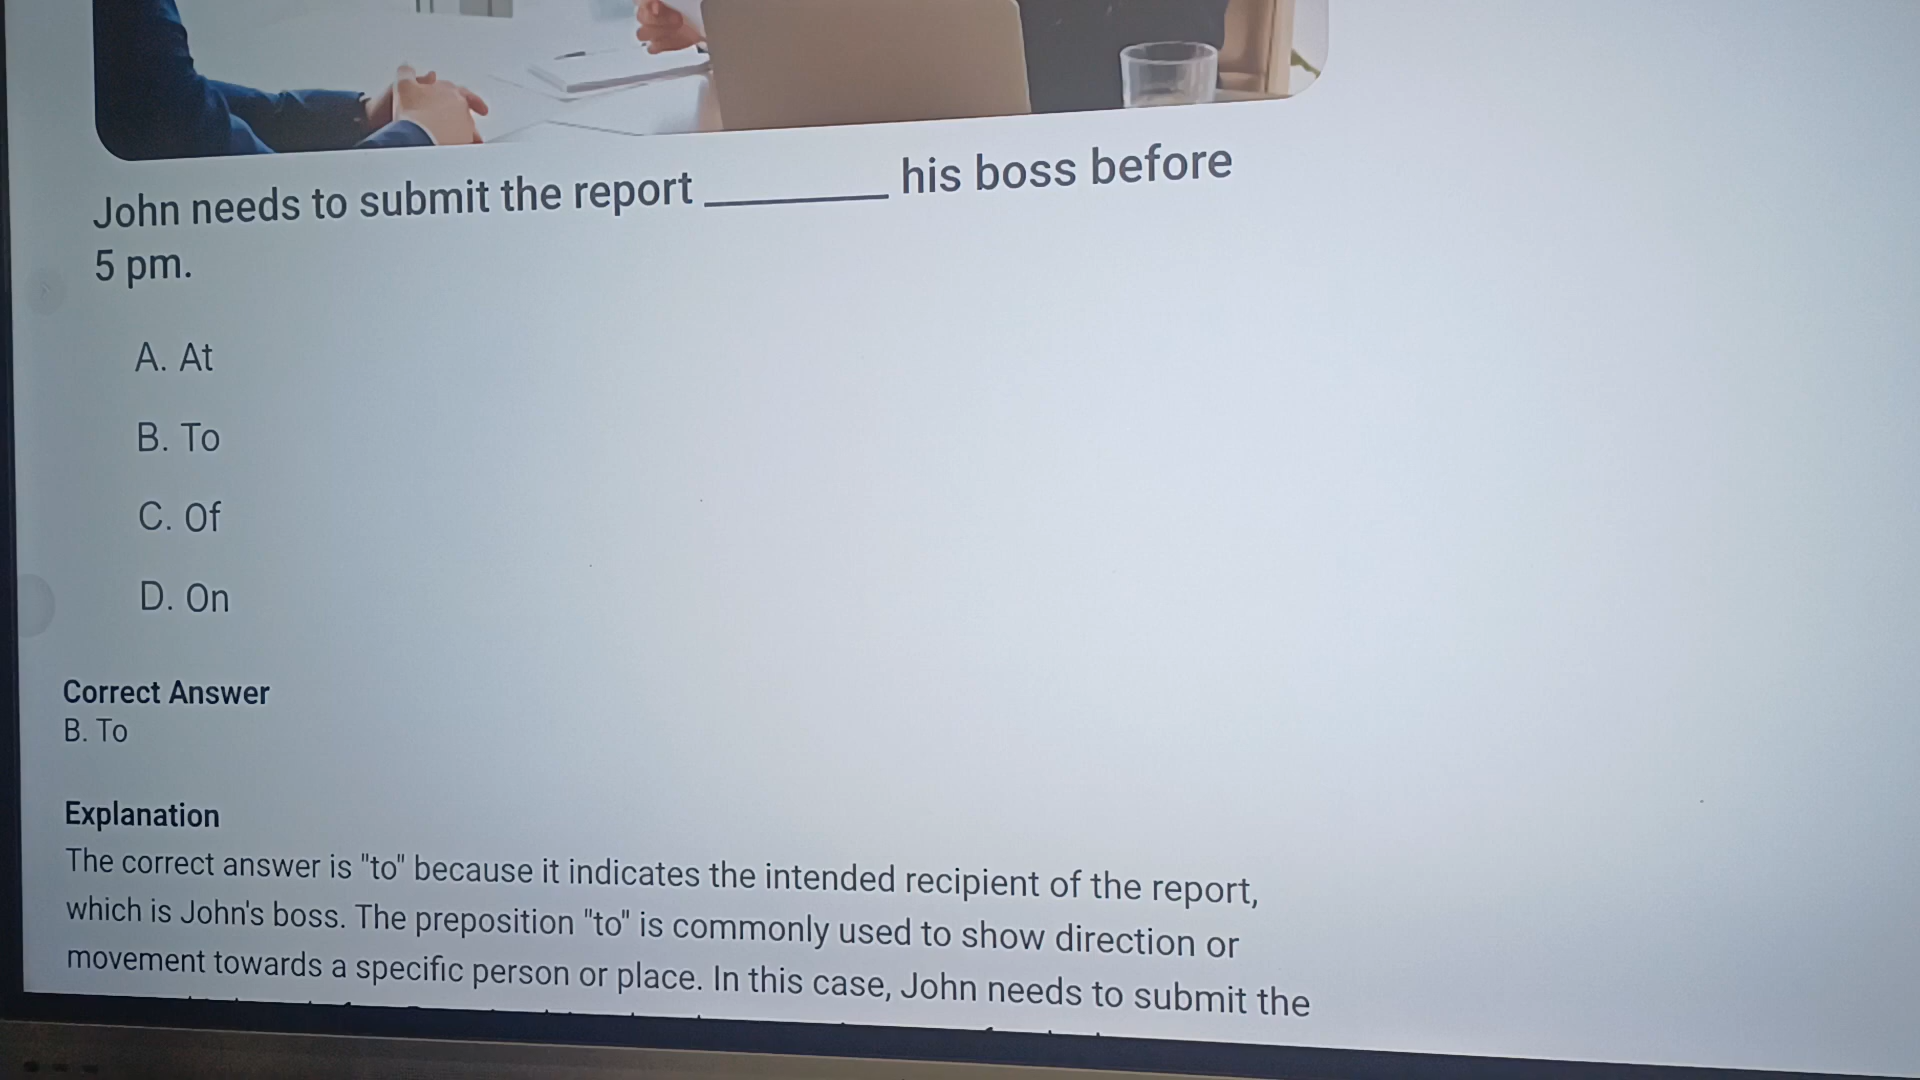 John needs to submit the report ________ his boss before
5 pm.
A. At
B. To
C. Of
D. On
Correct Answer
B. To
Explanation
The correct answer is "to" because it indicates the intended recipient of the report,
which is John's boss. The preposition "to" is commonly used to show direction or
movement towards a specific person or place. In this case, John needs to submit the